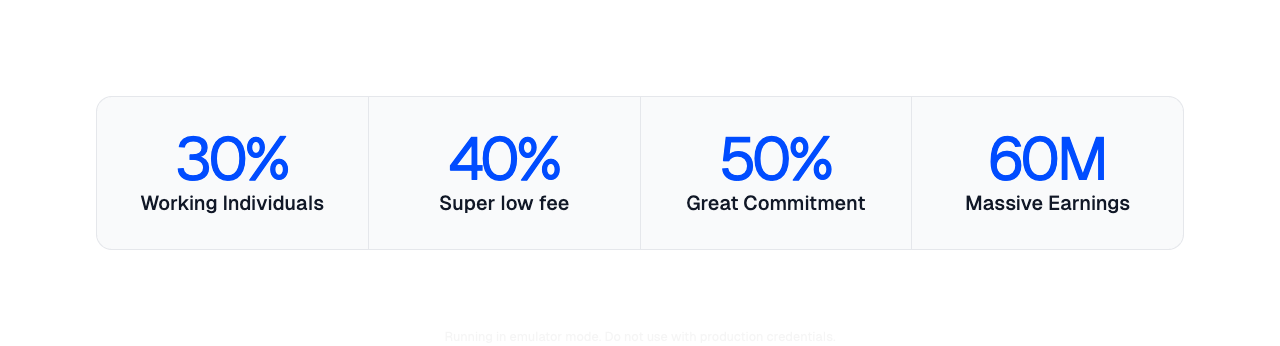 30%
Working Individuals
40%
Super low fee
50%
Great Commitment
60M
Massive Earnings
Running in emulator mode. Do not use with production credentials.